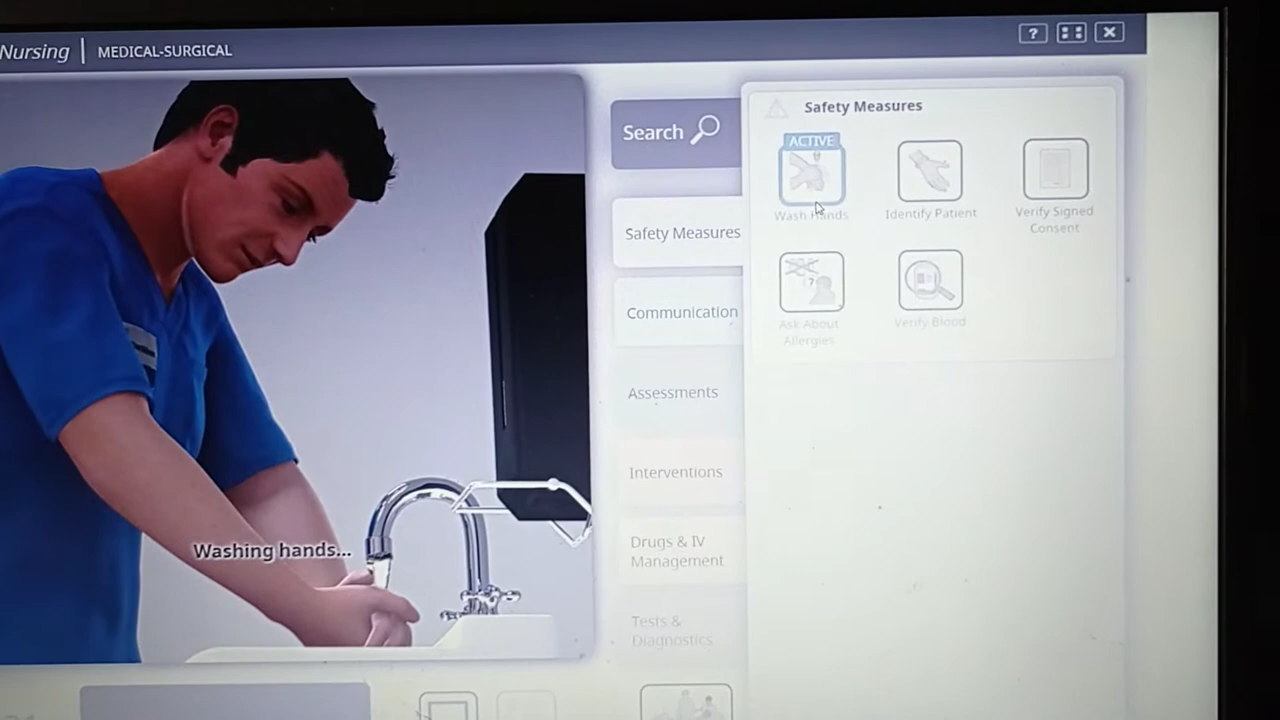 Nursing | MEDICAL-SURGICAL
?
Search
Safety Measures
Communication
Assessments
Interventions
Drugs & IV
Management
Tests &
Diagnostics
Safety Measures
ACTIVE
Wash Hands
Identify Patient
Verify Signed
Consent
Ask About
Allergies
Verify Blood
Washing hands...